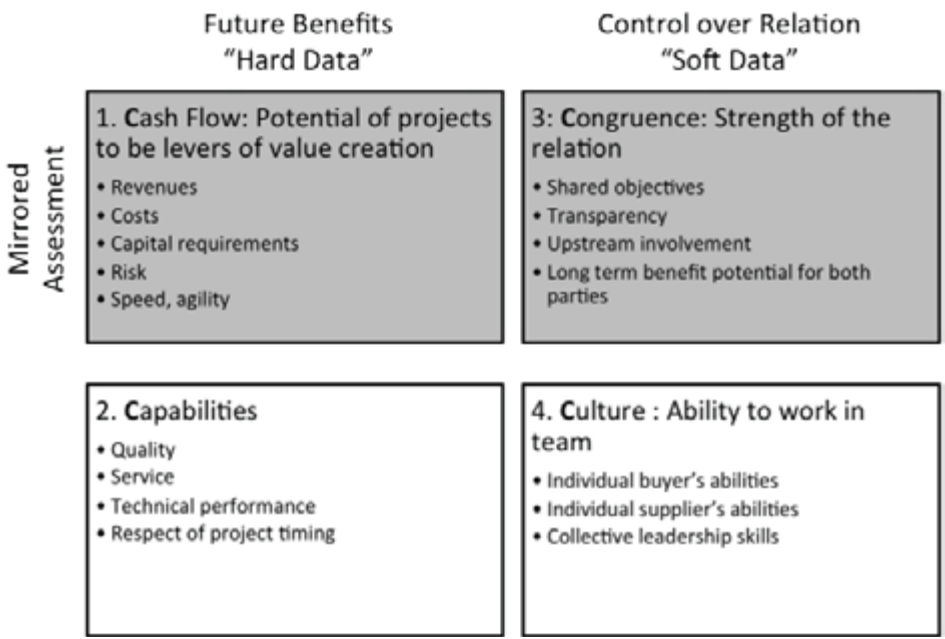 Future Benefits
“Hard Data”
Control over Relation
“Soft Data”
Mirrored
Assessment
1. Cash Flow: Potential of projects
to be levers of value creation
• Revenues
• Costs
• Capital requirements
• Risk
• Speed, agility
3: Congruence: Strength of the
relation
• Shared objectives
• Transparency
• Upstream involvement
• Long term benefit potential for both
parties
2. Capabilities
• Quality
• Service
• Technical performance
• Respect of project timing
4. Culture : Ability to work in
team
• Individual buyer’s abilities
• Individual supplier’s abilities
• Collective leadership skills